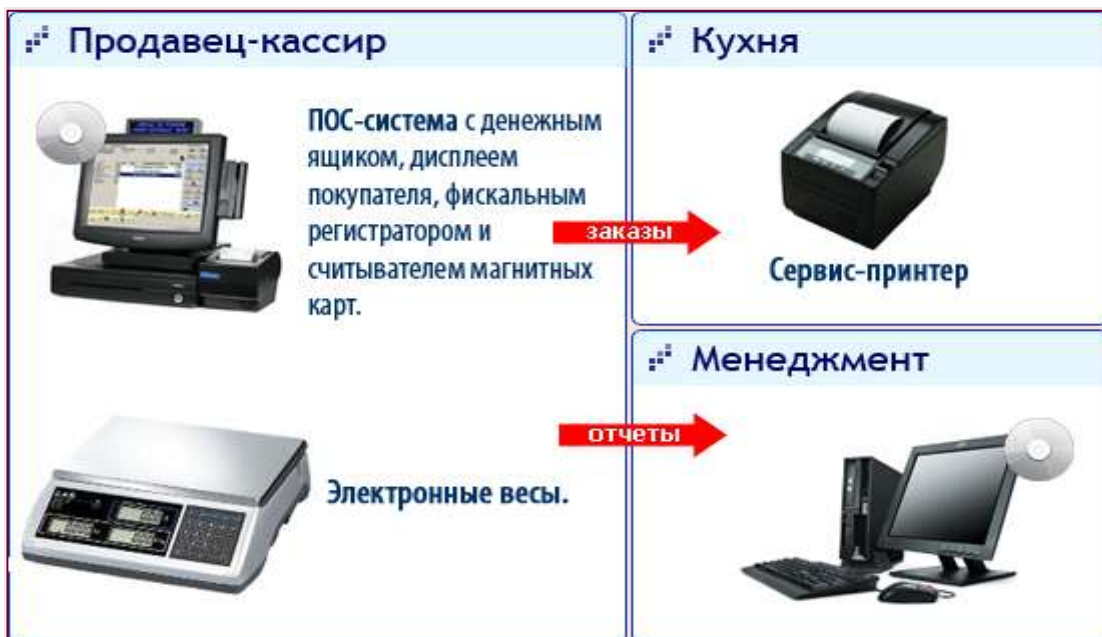 Продавец-кассир
ПОС-система с денежным
ящиком, дисплеем
покупателя, фискальным
регистратором и
считывателем магнитных
карт.
Электронные весы.
заказы
отчеты
Кухня
Сервис-принтер
Менеджмент